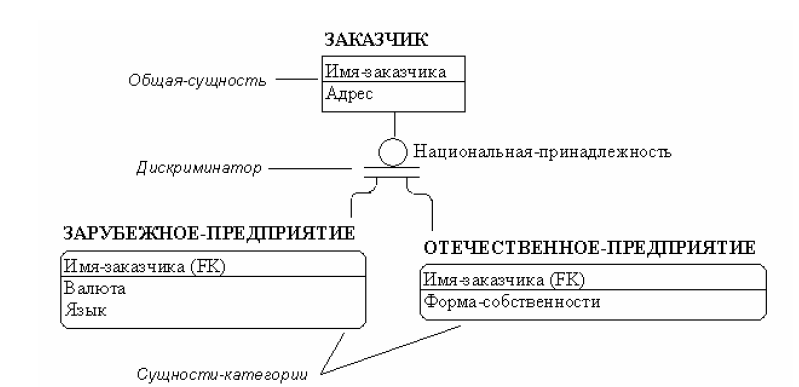 ЗАКАЗЧИК
Общая-сущность
Имя-заказчика
Адрес
Национальная-принадлежность
Дискриминатор
ЗАРУБЕЖНОЕ-ПРЕДПРИЯТИЕ
Имя-заказчика (FK)
Валюта
Язык
ОТЕЧЕСТВЕННОЕ-ПРЕДПРИЯТИЕ
Имя-заказчика (FK)
Форма-собственности
Сущности-категории